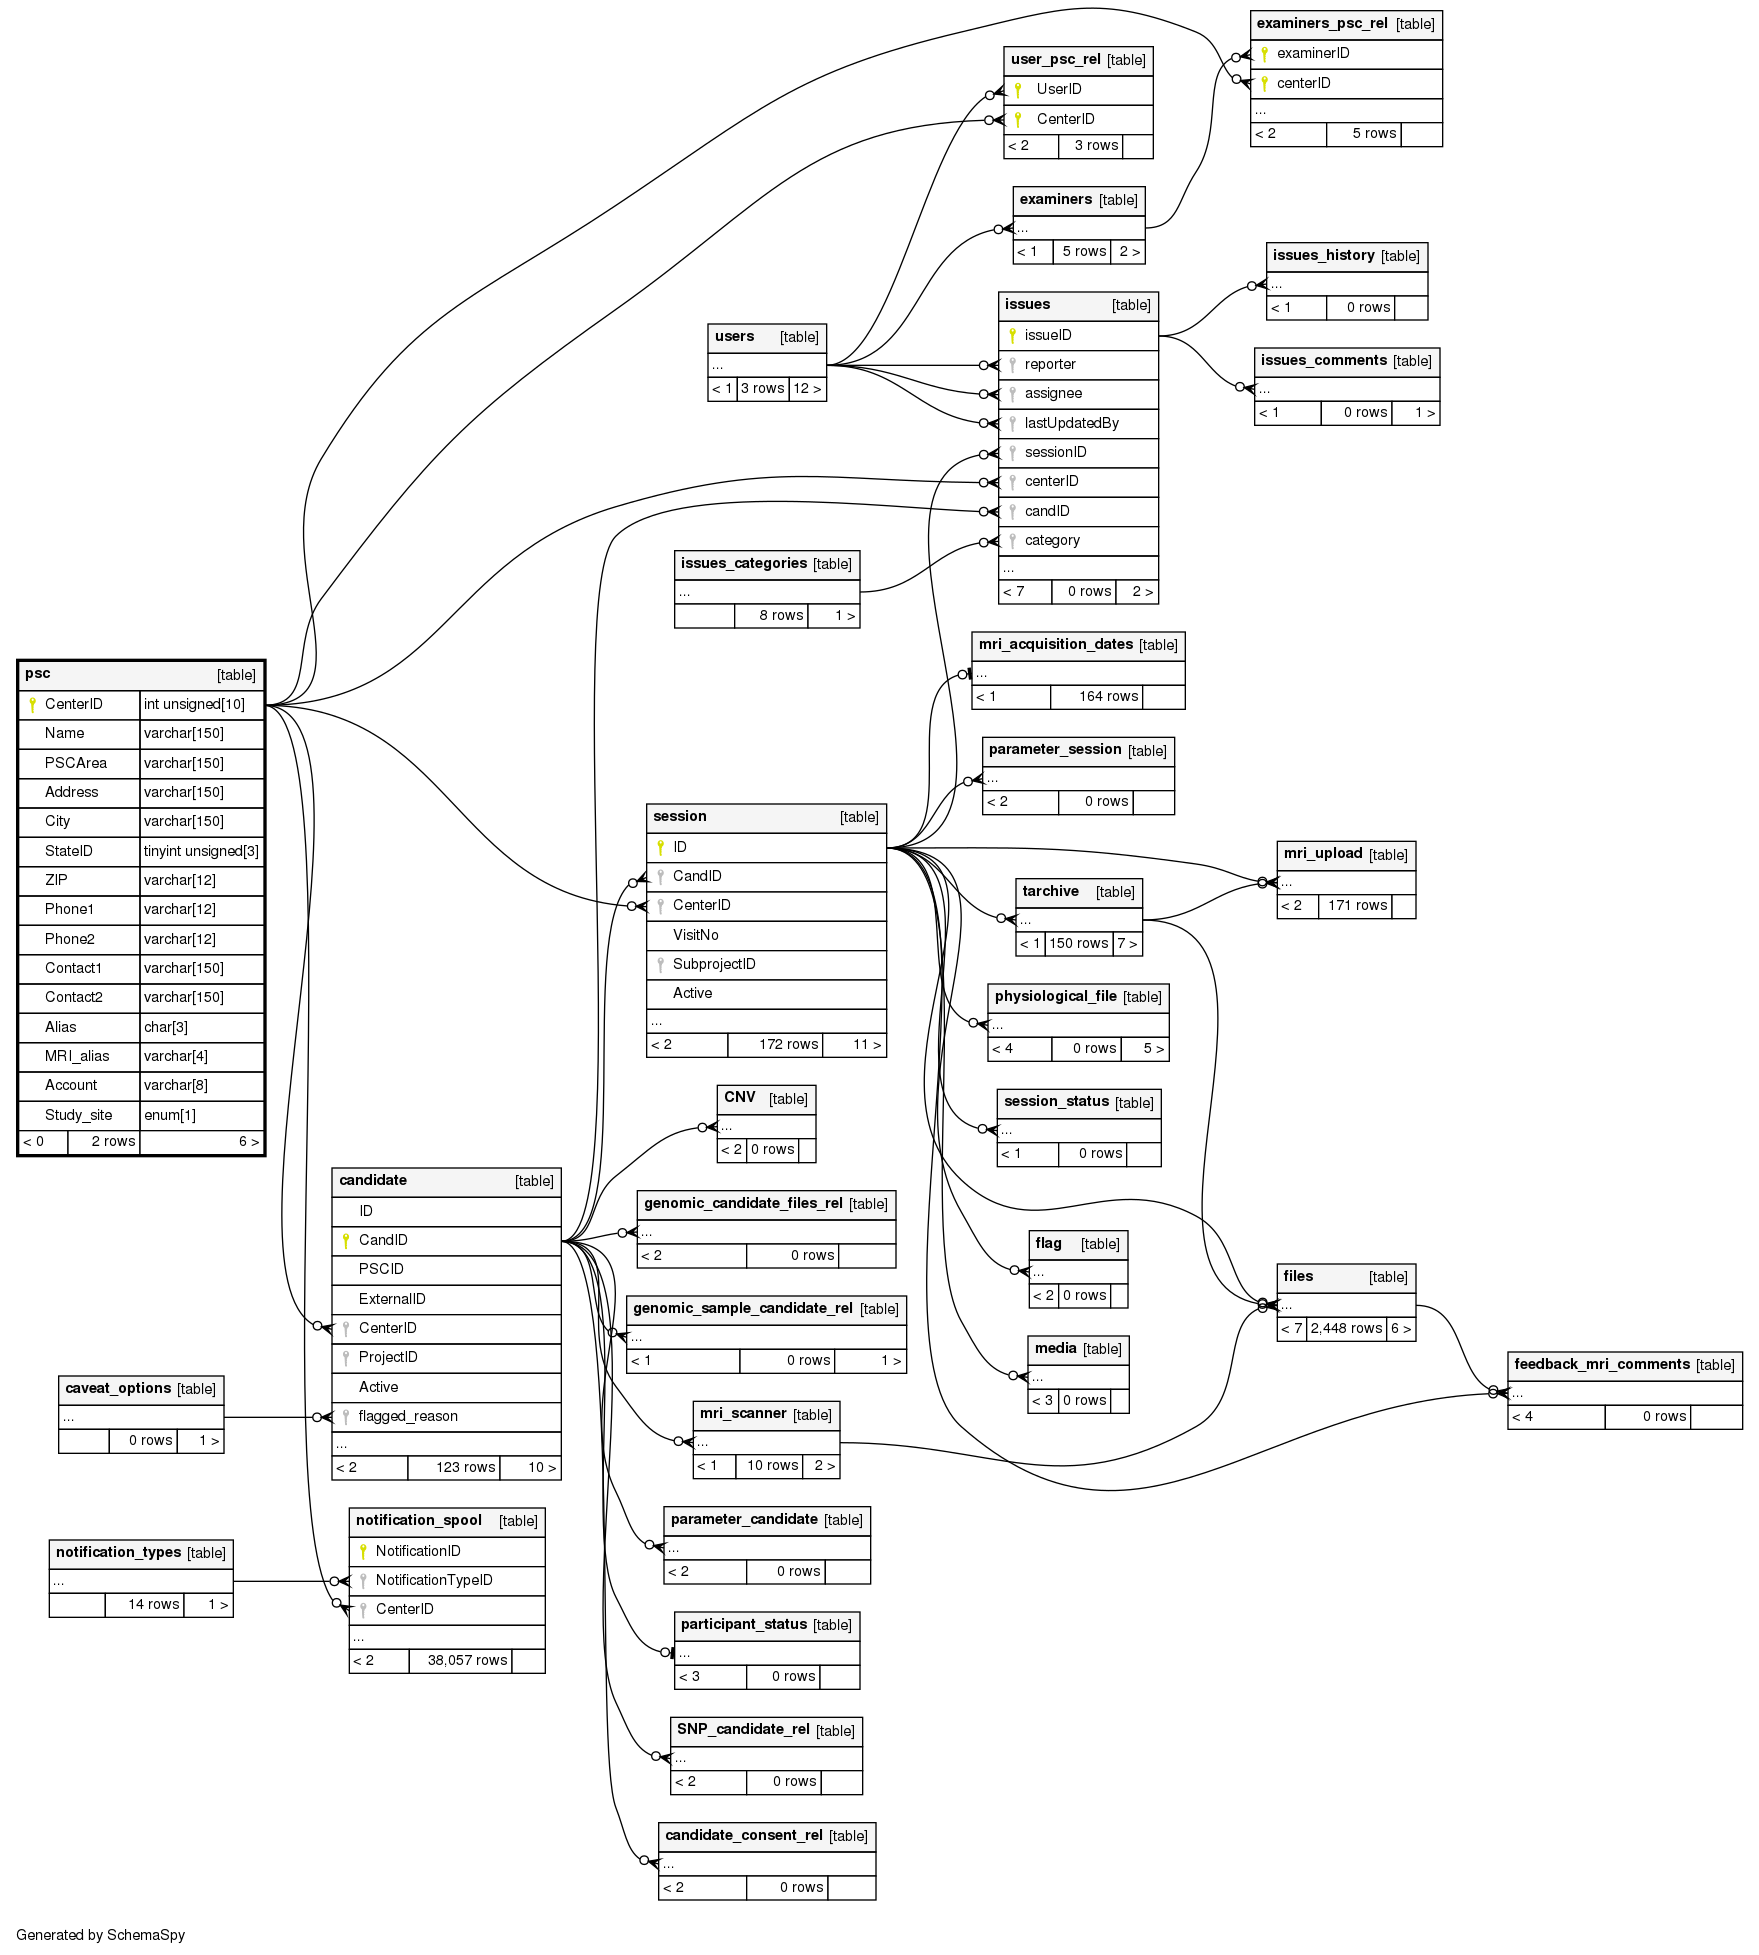 examiners_psc_rel [table]
examinerID
centerID
...
< 2 5 rows
user_psc_rel [table]
UserID
CenterID
< 2 3 rows
examiners [table]
...
< 1 5 rows 2 >
issues_history [table]
...
< 1 0 rows
issues [table]
issueID
reporter
assignee
lastUpdatedBy
sessionID
centerID
candID
category
...
< 7 0 rows 2 >
users [table]
...
< 1 3 rows 12 >
issues_comments [table]
...
< 1 0 rows 1 >
issues_categories [table]
...
8 rows 1 >
mri_acquisition_dates [table]
...
< 1 164 rows
psc [table]
CenterID int unsigned[10]
Name varchar[150]
PSCArea varchar[150]
Address varchar[150]
City varchar[150]
StateID tinyint unsigned[3]
ZIP varchar[12]
Phone1 varchar[12]
Phone2 varchar[12]
Contact1 varchar[150]
Contact2 varchar[150]
Alias char[3]
MRI_alias varchar[4]
Account varchar[8]
Study_site enum[1]
< 0 2 rows 6 >
parameter_session [table]
...
< 2 0 rows
session [table]
ID
CandID
CenterID
VisitNo
SubprojectID
Active
...
< 2 172 rows 11 >
mri_upload [table]
...
< 2 171 rows
tarchive [table]
...
< 1 150 rows 7 >
physiological_file [table]
...
< 4 0 rows 5 >
session_status [table]
...
< 1 0 rows
CNV [table]
...
< 2 0 rows
candidate [table]
ID
CandID
PSCID
ExternalID
CenterID
ProjectID
Active
flagged_reason
...
< 2 123 rows 10 >
genomic_candidate_files_rel [table]
...
< 2 0 rows
flag [table]
...
< 2 0 rows
files [table]
...
< 7 2,448 rows 6 >
genomic_sample_candidate_rel [table]
...
< 1 0 rows 1 >
media [table]
...
< 3 0 rows
feedback_mri_comments [table]
...
< 4 0 rows
caveat_options [table]
...
0 rows 1 >
mri_scanner [table]
...
< 1 10 rows 2 >
notification_spool [table]
NotificationID
NotificationTypeID
CenterID
...
< 2 38,057 rows
parameter_candidate [table]
...
< 2 0 rows
notification_types [table]
...
14 rows 1 >
participant_status [table]
...
< 3 0 rows
SNP_candidate_rel [table]
...
< 2 0 rows
candidate_consent_rel [table]
...
< 2 0 rows
Generated by SchemaSpy